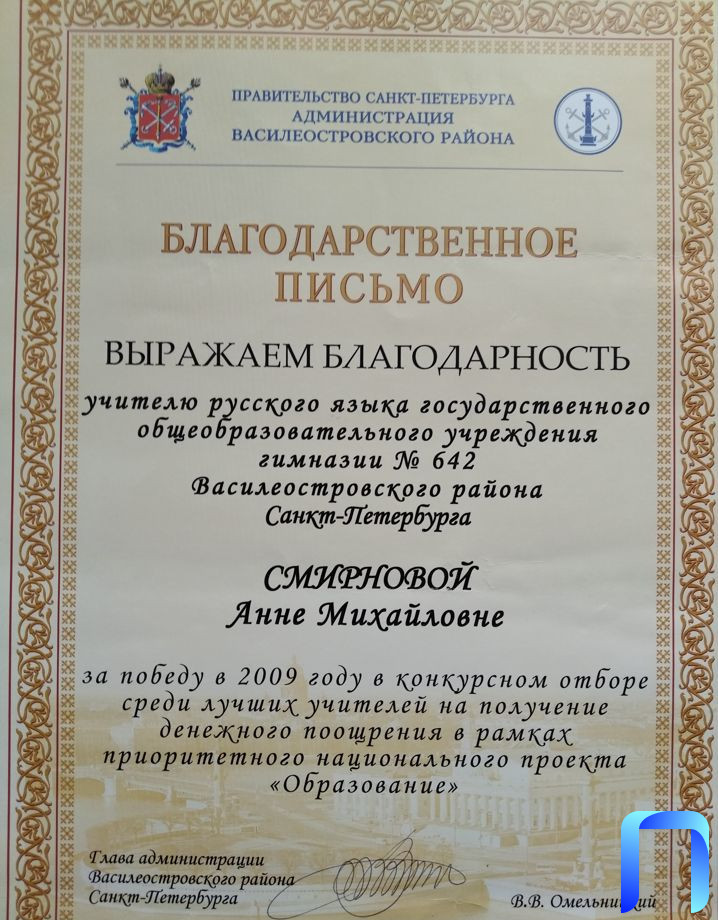 ПРАВИТЕЛЬСТВО САНКТ-ПЕТЕРБУРГА
АДМИНИСТРАЦИЯ
ВАСИЛЕОСТРОВСКОГО РАЙОНА
БЛАГОДАРСТВЕННОЕ
ПИСЬМО
ВЫРАЖАЕМ БЛАГОДАРНОСТЬ
учителю русского языка государственного
общеобразовательного учреждения
гимназии № 642
Василеостровского района
Санкт-Петербурга
СМИРНОВОЙ
Анне Михайловне
за победу в 2009 году в конкурсном отборе
среди лучших учителей на получение
денежного поощрения в рамках
приоритетного национального проекта
«Образование»
Глава администрации
Василеостровского района
Санкт-Петербурга
В.В. Омельницкий